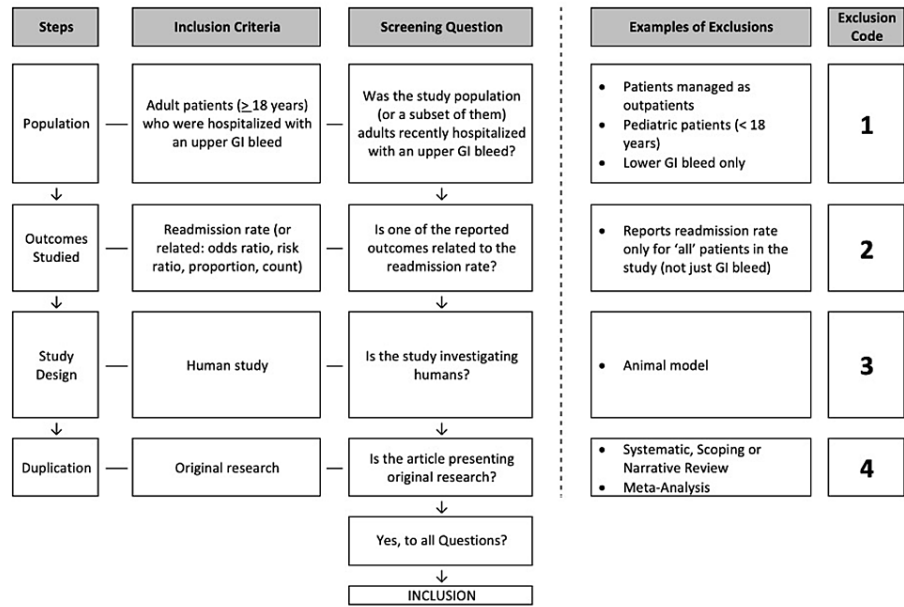 Steps
Inclusion Criteria
Screening Question
Examples of Exclusions
Exclusion
Code
Population
Adult patients (≥ 18 years)
who were hospitalized with
an upper GI bleed
Was the study population
(or a subset of them)
adults recently hospitalized
with an upper GI bleed?
• Patients managed as
outpatients
• Pediatric patients (< 18
years)
• Lower GI bleed only
1
Outcomes
Studied
Readmission rate (or
related: odds ratio, risk
ratio, proportion, count)
Is one of the reported
outcomes related to the
readmission rate?
• Reports readmission rate
only for ‘all’ patients in the
study (not just GI bleed)
2
Study
Design
Human study
Is the study investigating
humans?
• Animal model
3
Duplication
Original research
Is the article presenting
original research?
• Systematic, Scoping or
Narrative Review
• Meta-Analysis
4
Yes, to all Questions?
INCLUSION